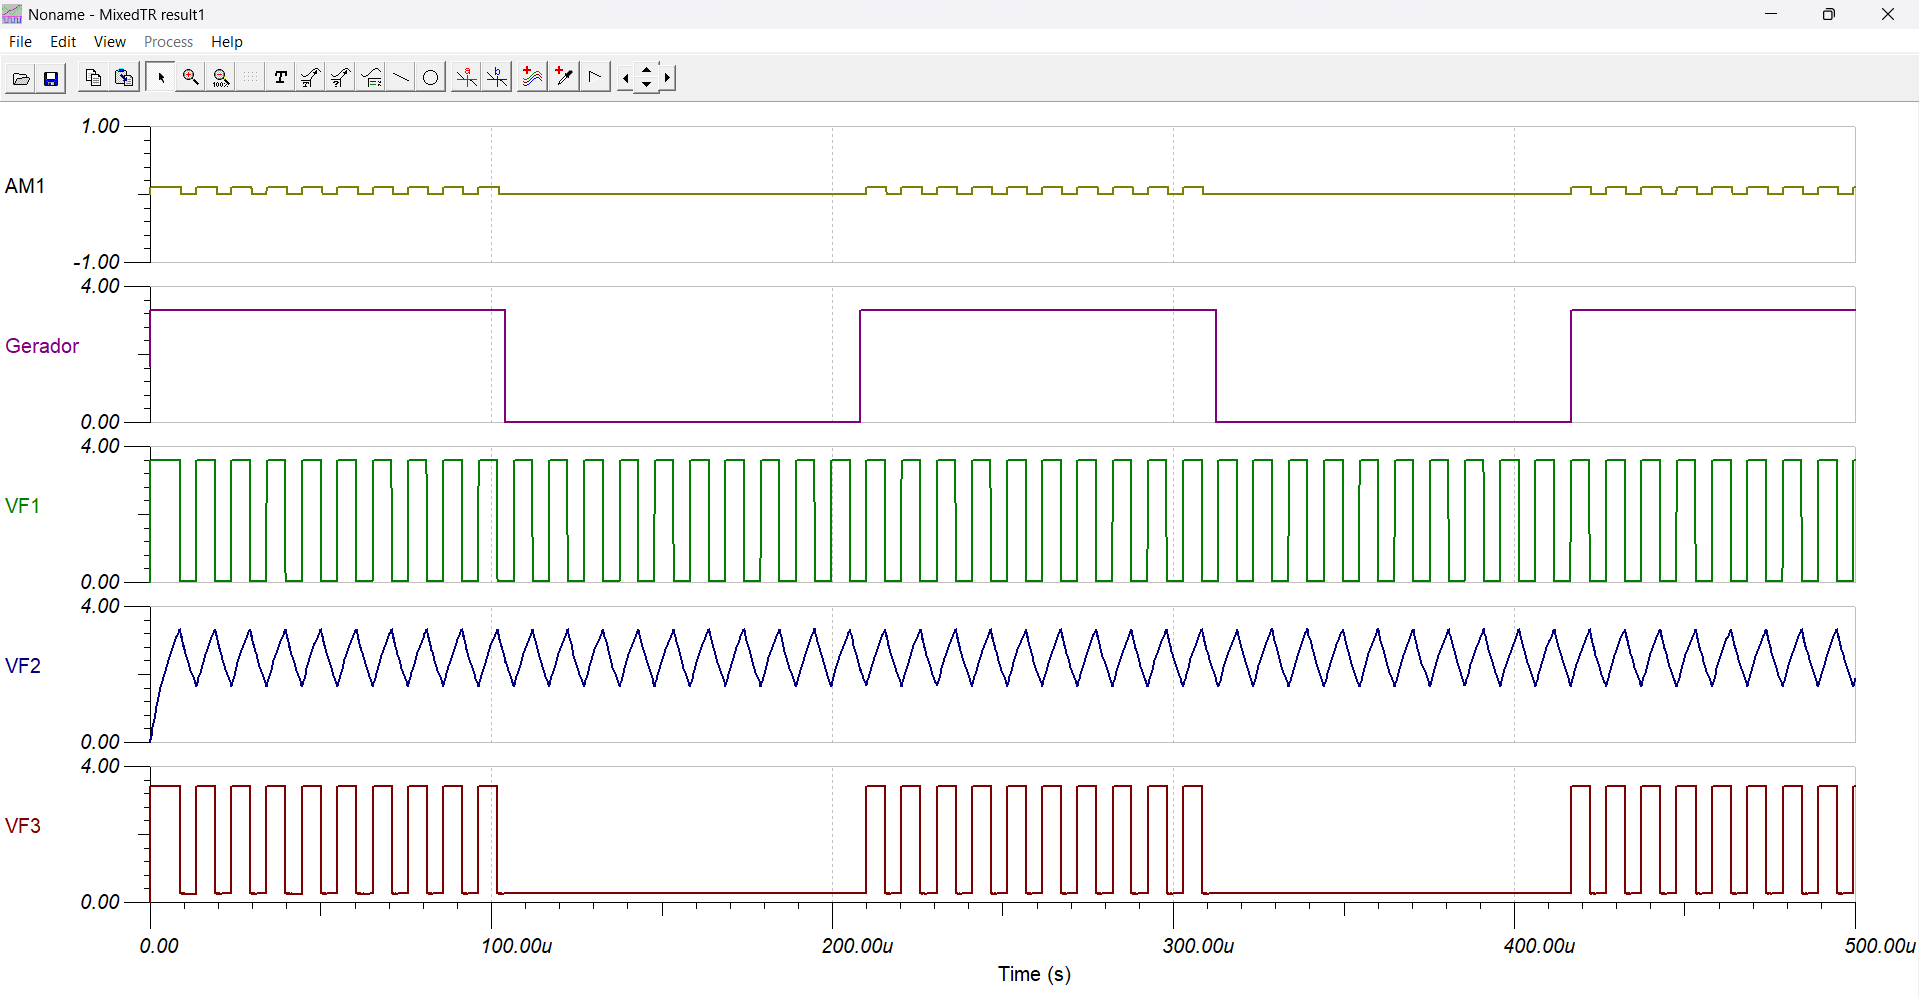 Noname - MixedTR result1
File Edit View Process Help
T 100% a b
1.00
AM1
-1.00
4.00
Gerador
0.00
4.00
VF1
0.00
4.00
VF2
0.00
4.00
VF3
0.00
0.00 100.00u 200.00u 300.00u 400.00u 500.00u
Time (s)